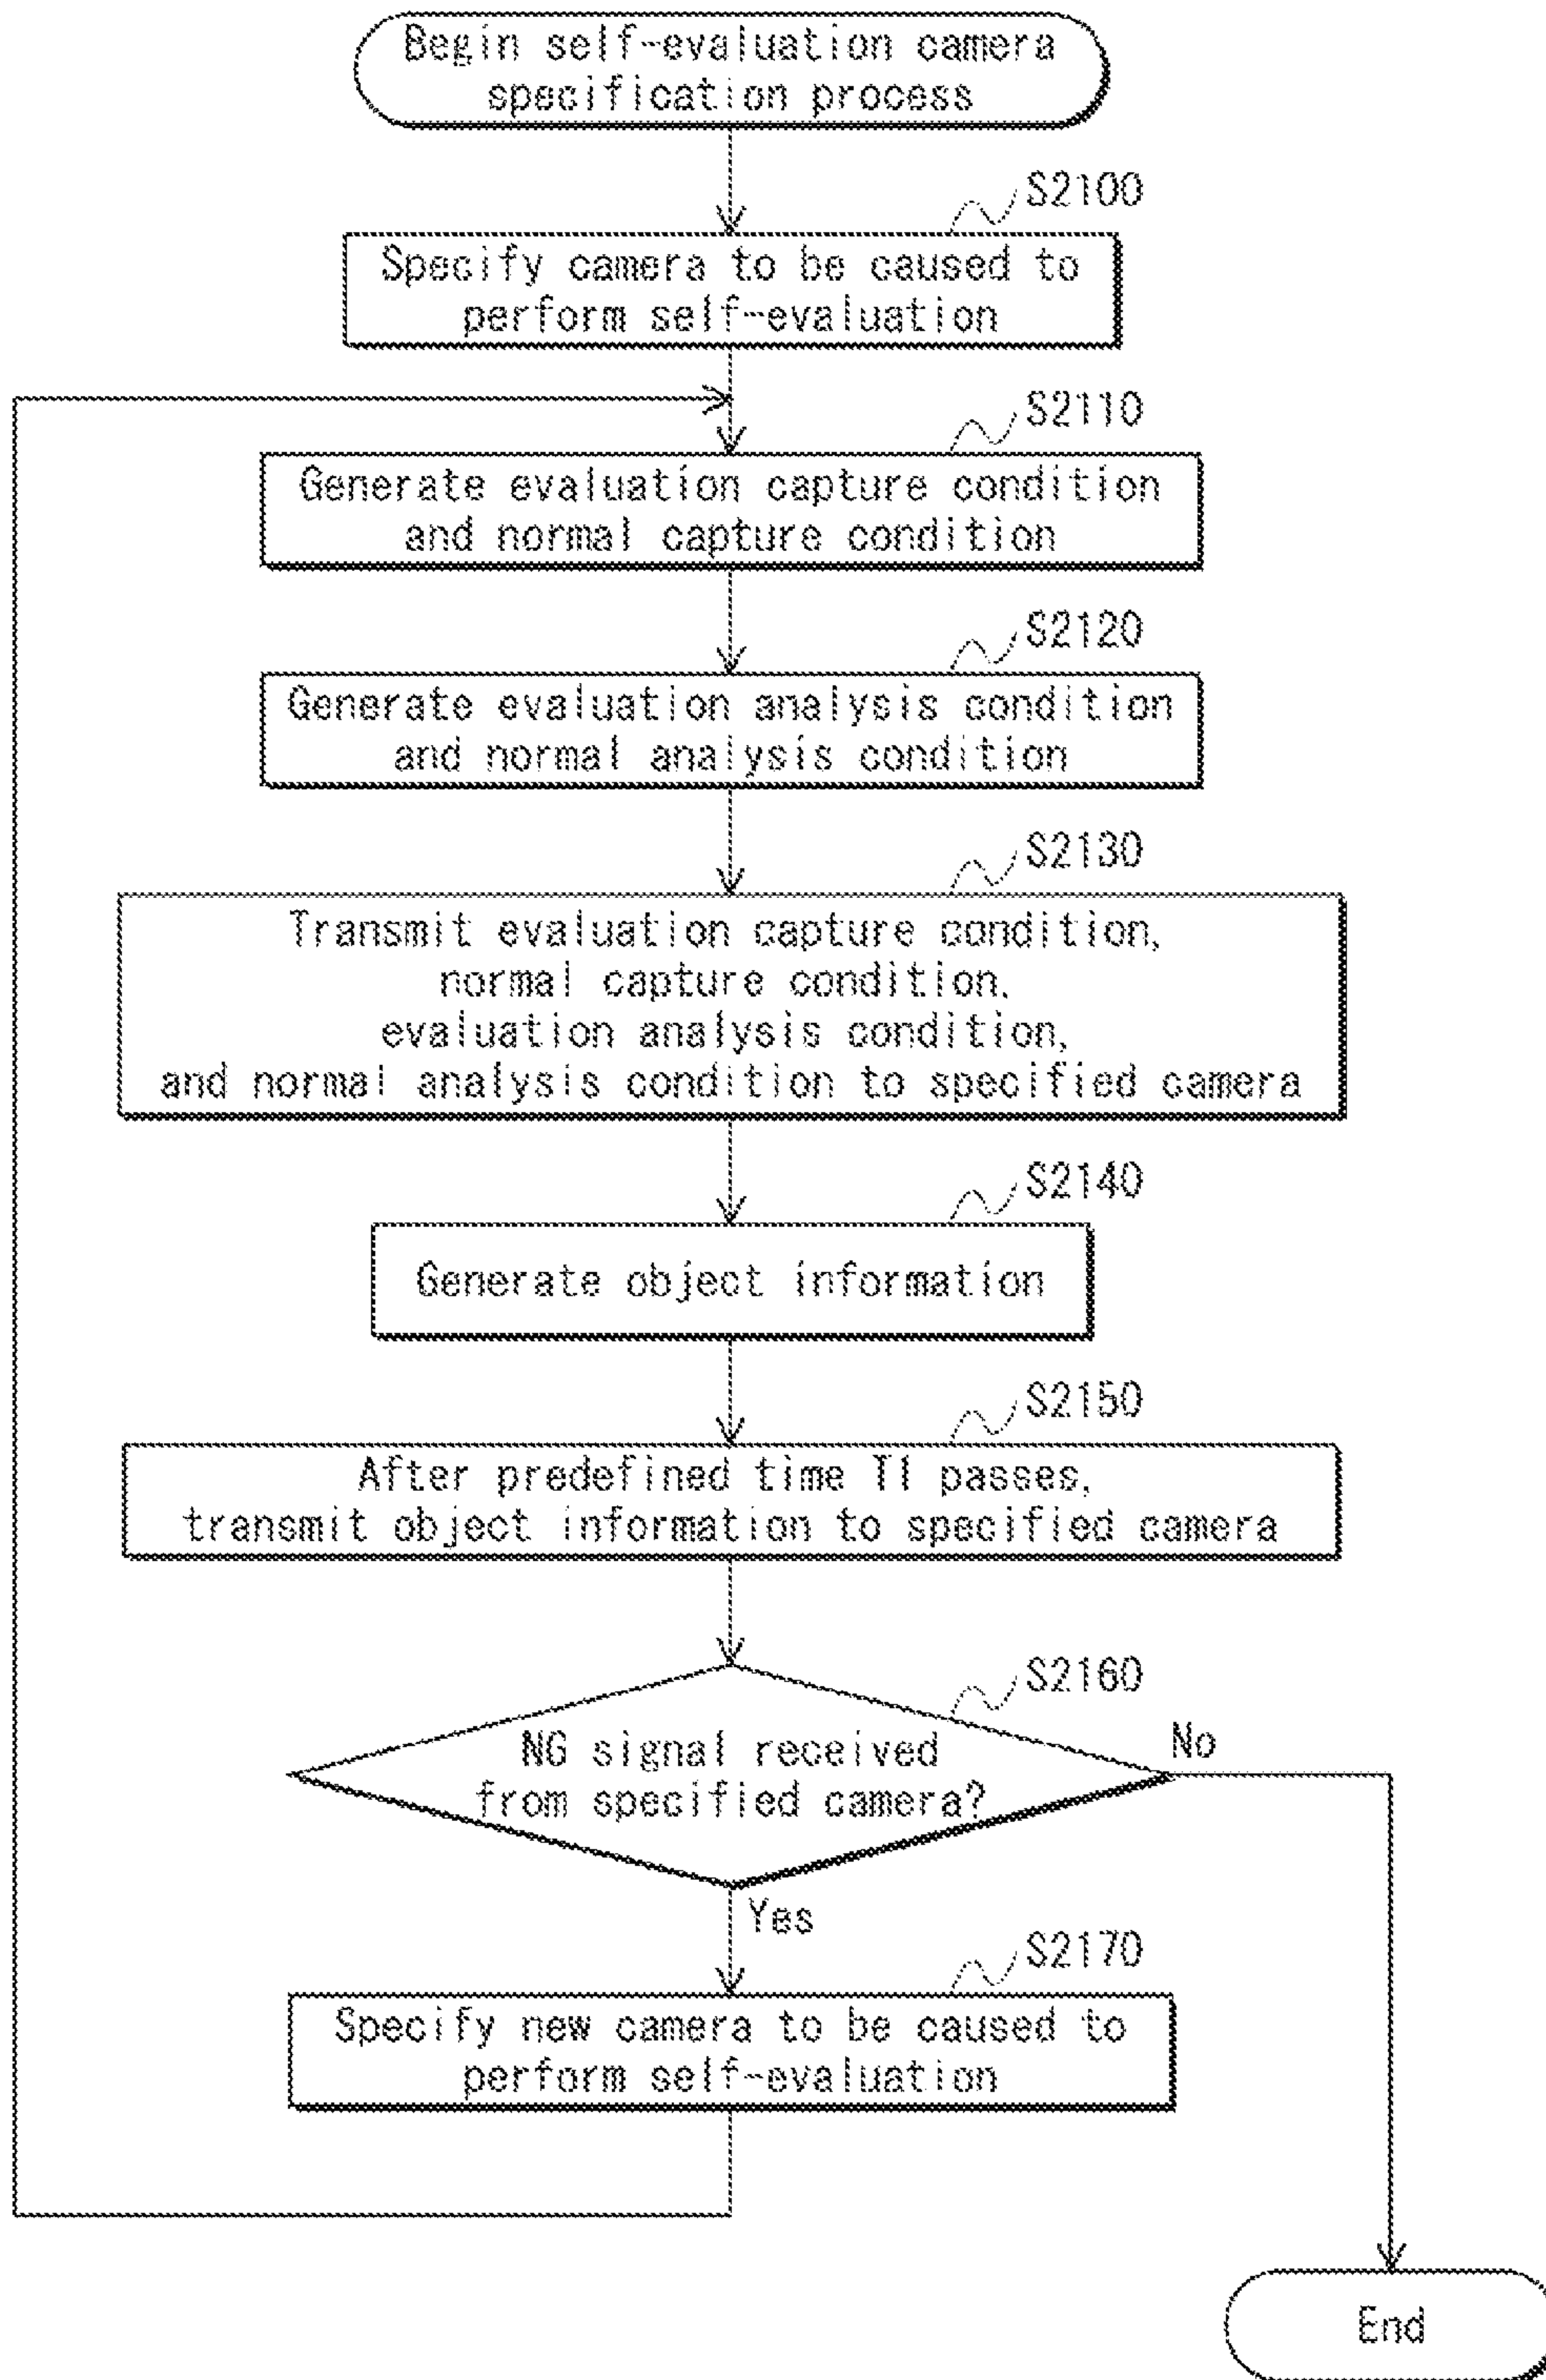 Begin self-evaluation camera
specification process
S2100
Specify camera to be caused to
perform self-evaluation
S2110
Generate evaluation capture condition
and normal capture condition
S2120
Generate evaluation analysis condition
and normal analysis condition
S2130
Transmit evaluation capture condition,
normal capture condition,
evaluation analysis condition,
and normal analysis condition to specified camera
S2140
Generate object information
S2150
After predefined time T1 passes,
transmit object information to specified camera
S2160
NG signal received
from specified camera?
No
Yes
S2170
Specify new camera to be caused to
perform self-evaluation
End